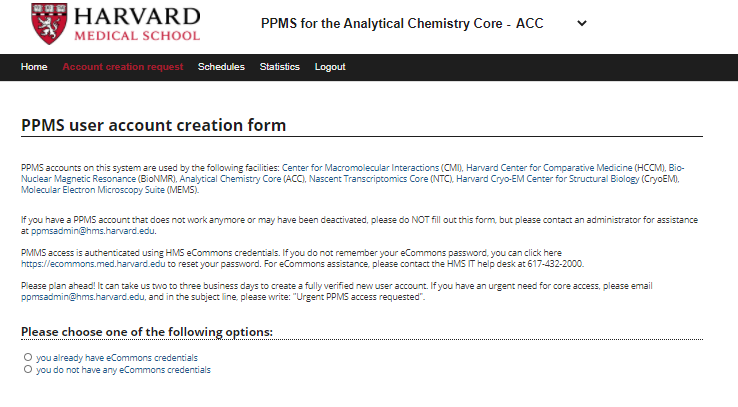 HARVARD
MEDICAL SCHOOL
PPMS for the Analytical Chemistry Core - ACC
Home Account creation request Schedules Statistics Logout
PPMS user account creation form
PPMS accounts on this system are used by the following facilities: Center for Macromolecular Interactions (CMI), Harvard Center for Comparative Medicine (HCCM), Bio-
Nuclear Magnetic Resonance (BioNMR), Analytical Chemistry Core (ACC), Nascent Transcriptomics Core (NTC), Harvard Cryo-EM Center for Structural Biology (CryoEM),
Molecular Electron Microscopy Suite (MEMS).
If you have a PPMS account that does not work anymore or may have been deactivated, please do NOT fill out this form, but please contact an administrator for assistance
at ppmsadmin@hms.harvard.edu.
PMMS access is authenticated using HMS eCommons credentials. If you do not remember your eCommons password, you can click here
https://ecommons.med.harvard.edu to reset your password. For eCommons assistance, please contact the HMS IT help desk at 617-432-2000.
Please plan ahead! It can take us two to three business days to create a fully verified new user account. If you have an urgent need for core access, please email
ppmsadmin@hms.harvard.edu, and in the subject line, please write: "Urgent PPMS access requested".
Please choose one of the following options:
you already have eCommons credentials
you do not have any eCommons credentials